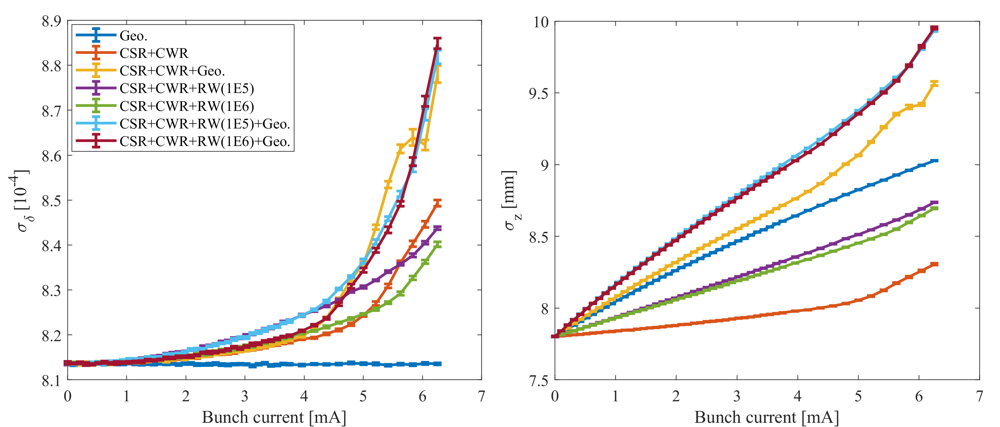 8.9
8.8
8.7
8.6
8.5
8.4
8.3
8.2
8.1
σδ [10-4]
Geo.
CSR+CWR
CSR+CWR+Geo.
CSR+CWR+RW(1E5)
CSR+CWR+RW(1E6)
CSR+CWR+RW(1E5)+Geo.
CSR+CWR+RW(1E6)+Geo.
0 1 2 3 4 5 6 7
Bunch current [mA]
10
9.5
9
8.5
8
7.5
σz [mm]
0 1 2 3 4 5 6 7
Bunch current [mA]